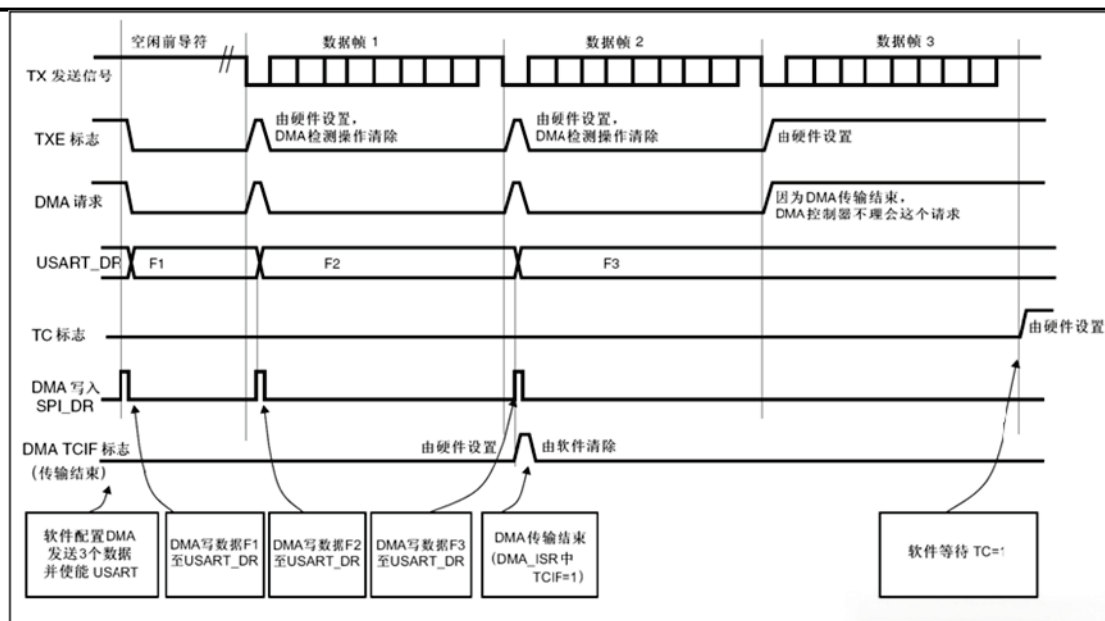 空闲前导符
数据帧 1
数据帧 2
数据帧 3
TX 发送信号
由硬件设置,
DMA检测操作清除
由硬件设置,
DMA检测操作清除
TXE 标志
由硬件设置
DMA 请求
因为DMA传输结束,
DMA控制器不理会这个请求
USART_DR
F1
F2
F3
TC 标志
由硬件设置
DMA 写入
SPI_DR
DMA TCIF 标志
(传输结束)
由硬件设置
由软件清除
软件配置DMA
发送3个数据
并使能 USART
DMA写数据F1
至USART_DR
DMA写数据F2
至USART_DR
DMA写数据F3
至USART_DR
DMA传输结束
(DMA_ISR中
TCIF=1)
软件等待 TC=1